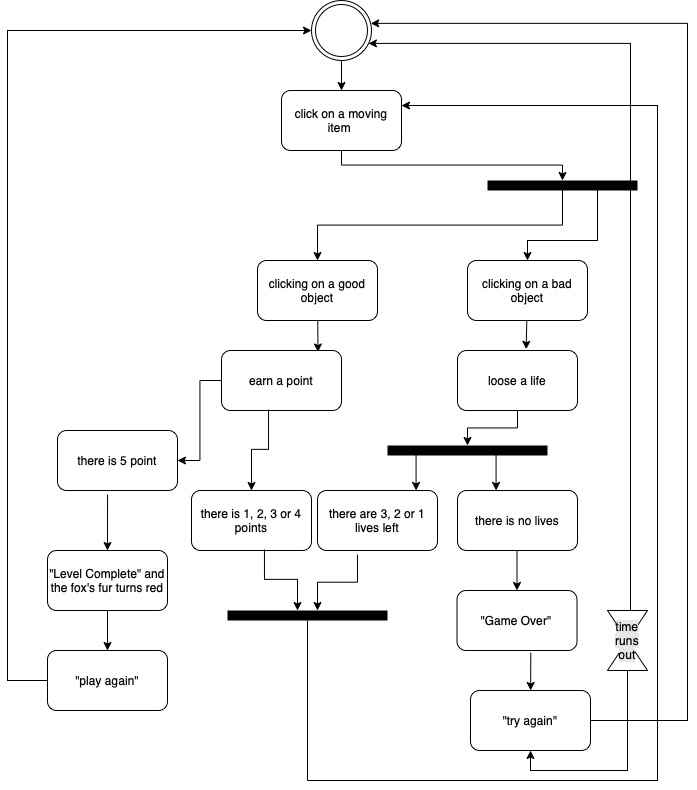 click on a moving
item
clicking on a good
object
clicking on a bad
object
earn a point
loose a life
there is 5 point
there is 1, 2, 3 or 4
points
there are 3, 2 or 1
lives left
there is no lives
"Level Complete" and
the fox's fur turns red
"Game Over"
time
runs
out
"play again"
"try again"